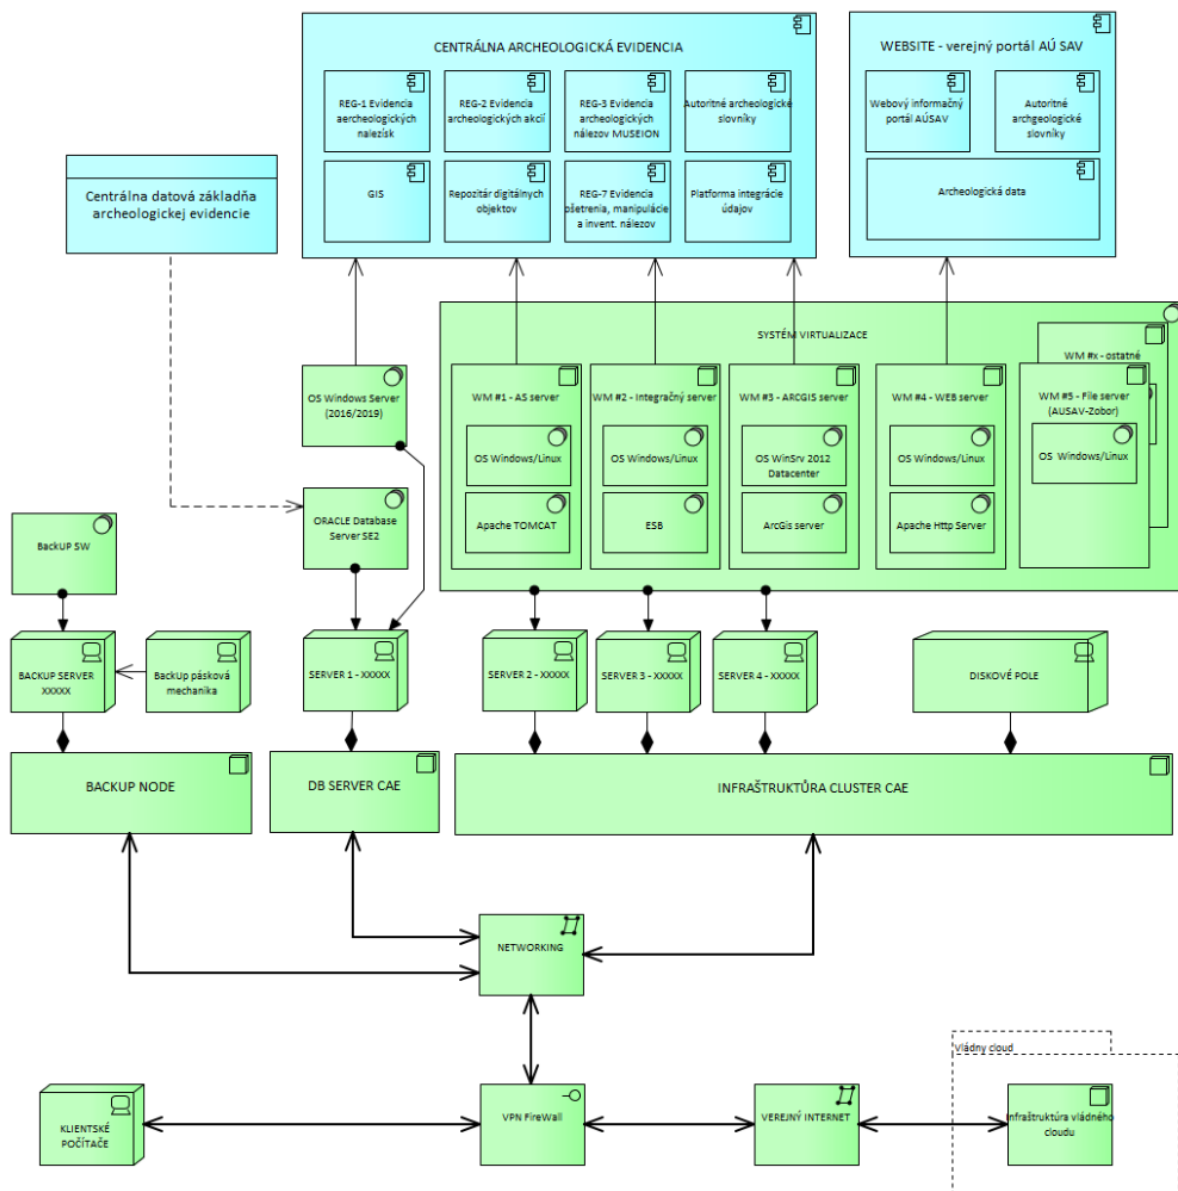 CENTRÁLNA ARCHEOLOGICKÁ EVIDENCIA
REG-1 Evidencia
aercheologických
nalezísk
REG-2 Evidencia
archeologických akcií
REG-3 Evidencia
archeologických
nálezov MUSEION
Autoritné archeologické
slovníky
GIS
Repozitár digitálnych
objektov
REG-7 Evidencia
ošetrenia, manipulácie
a invent. nálezov
Platforma integrácie
údajov
WEBSITE - verejný portál AÚ SAV
Webový informačný
portál AÚSAV
Autoritné
archgeologické
slovníky
Archeologická data
Centrálna datová základňa
archeologickej evidencie
SYSTÉM VIRTUALIZACE
OS Windows Server
(2016/2019)
WM #1 - AS server
OS Windows/Linux
Apache TOMCAT
WM #2 - Integračný server
OS Windows/Linux
ESB
WM #3 - ARCGIS server
OS WinSrv 2012
Datacenter
ArcGis server
WM #4 - WEB server
OS Windows/Linux
Apache Http Server
WM #x - ostatné
WM #5 - File server
(AUSAV-Zobor)
OS Windows/Linux
ORACLE Database
Server SE2
BackUP SW
BACKUP SERVER
XXXXX
BackUp pásková
mechanika
SERVER 1 - XXXXX
SERVER 2 - XXXXX
SERVER 3 - XXXXX
SERVER 4 - XXXXX
DISKOVÉ POLE
BACKUP NODE
DB SERVER CAE
INFRAŠTRUKTŮRA CLUSTER CAE
NETWORKING
Vládny cloud
KLIENTSKÉ
POČÍTAČE
VPN FireWall
VEREJNÝ INTERNET
Infraštruktúra vládného
cloudu